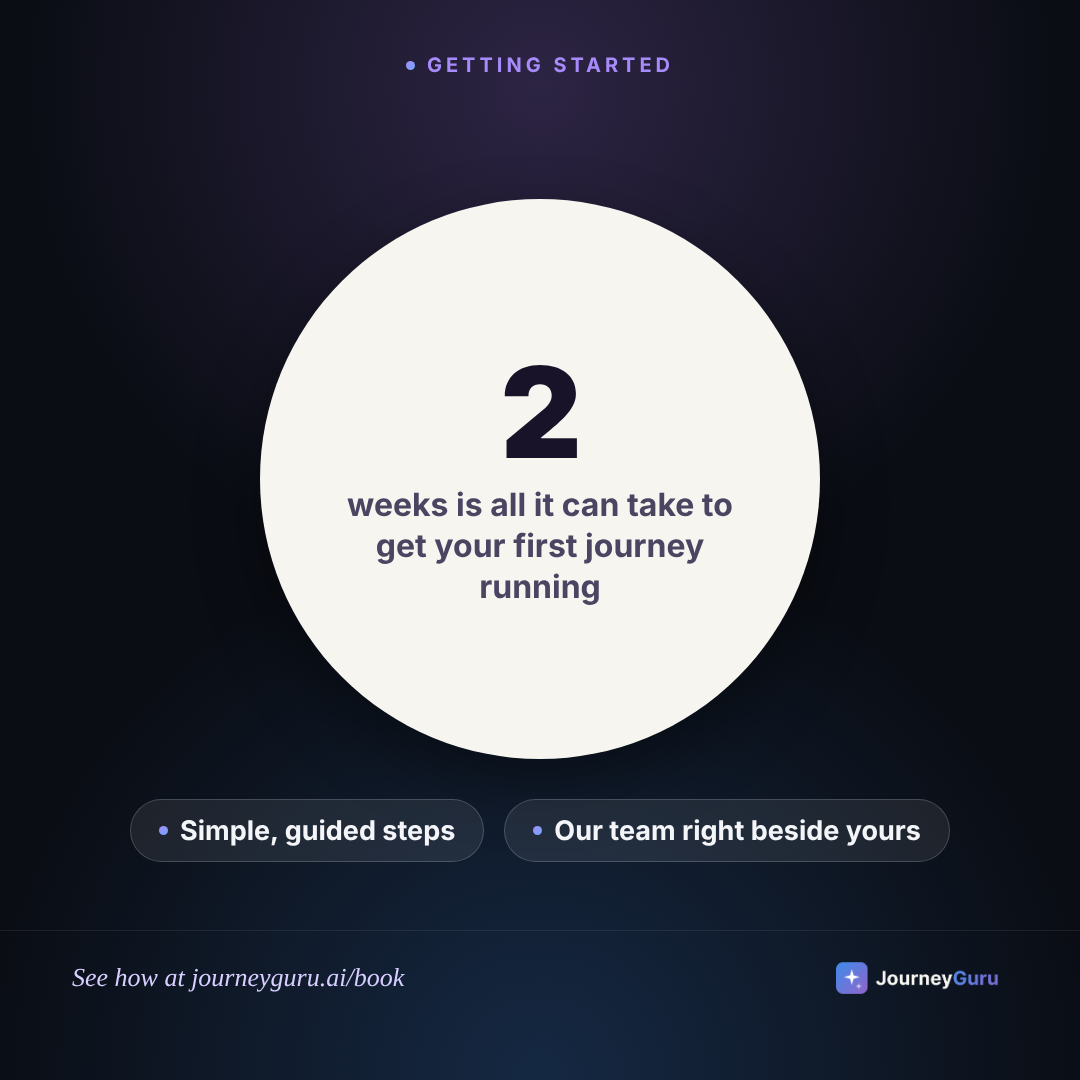 GETTING STARTED
2
weeks is all it can take to
get your first journey
running
Simple, guided steps
Our team right beside yours
See how at journeyguru.ai/book
JourneyGuru